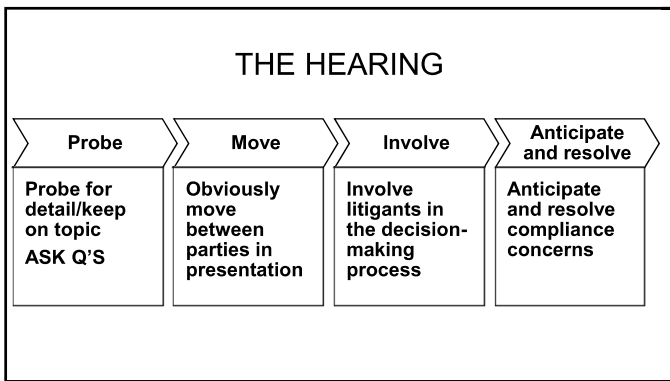 THE HEARING
Probe
Probe for
detail/keep
on topic
ASK Q'S
Move
Obviously
move
between
parties in
presentation
Involve
Involve
litigants in
the decision-
making
process
Anticipate
and resolve
Anticipate
and resolve
compliance
concerns